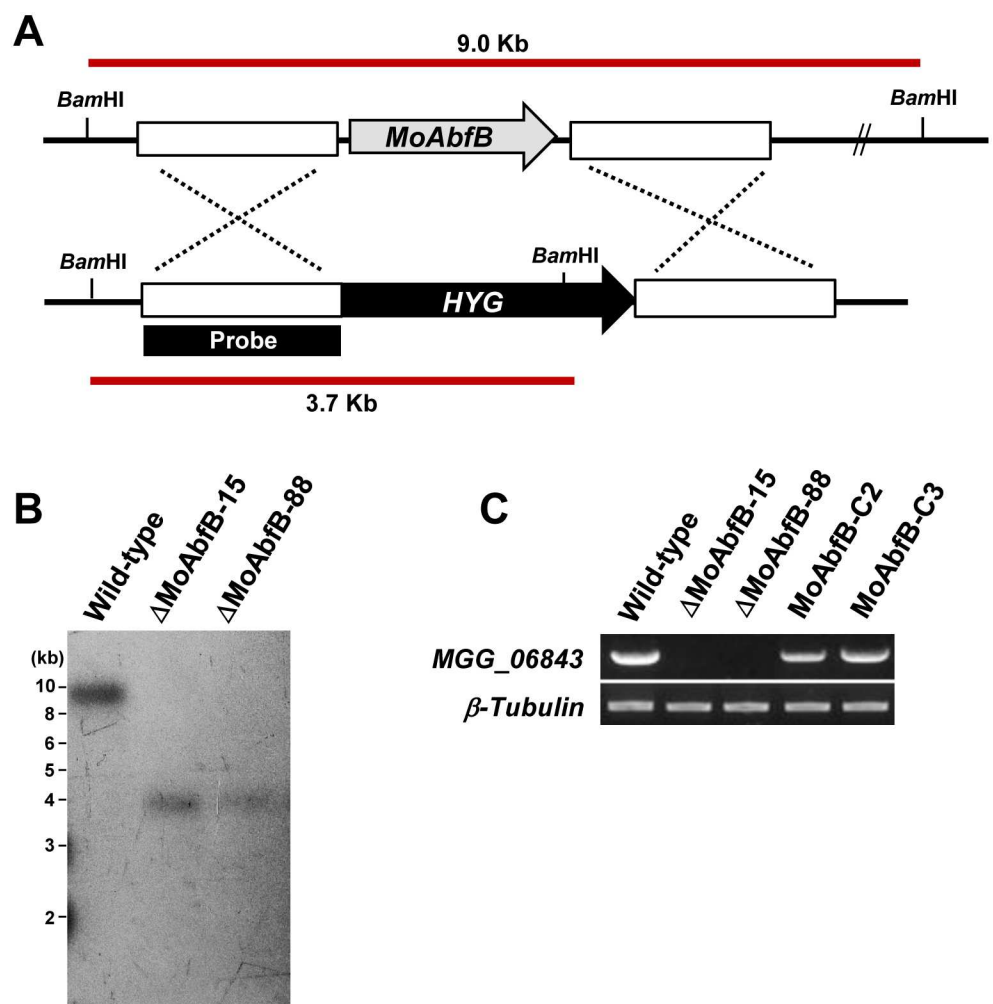 A
9.0 Kb
BamHI
BamHI
MoAbfB
BamHI
BamHI
HYG
Probe
3.7 Kb
B
Wild-type
ΔMoAbfB-15
ΔMoAbfB-88
(kb)
10
8
6
5
4
3
2
C
Wild-type
ΔMoAbfB-15
ΔMoAbfB-88
MoAbfB-C2
MoAbfB-C3
MGG_06843
β-Tubulin